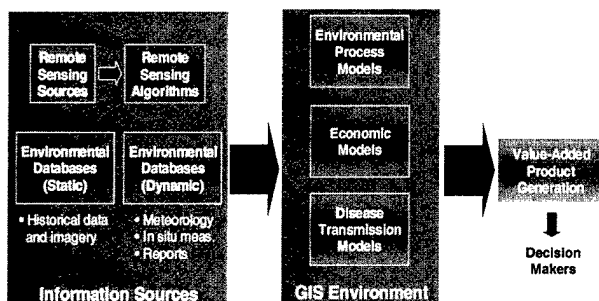 Remote
Sensing
Sources
Remote
Sensing
Algorithms
Environmental
Databases
(Static)
Environmental
Databases
(Dynamic)
• Historical data
and imagery
• Meteorology
• In situ meas.
• Reports
Information Sources
Environmental
Process
Models
Economic
Models
Disease
Transmission
Models
GIS Environment
Value-Added
Product
Generation
Decision
Makers